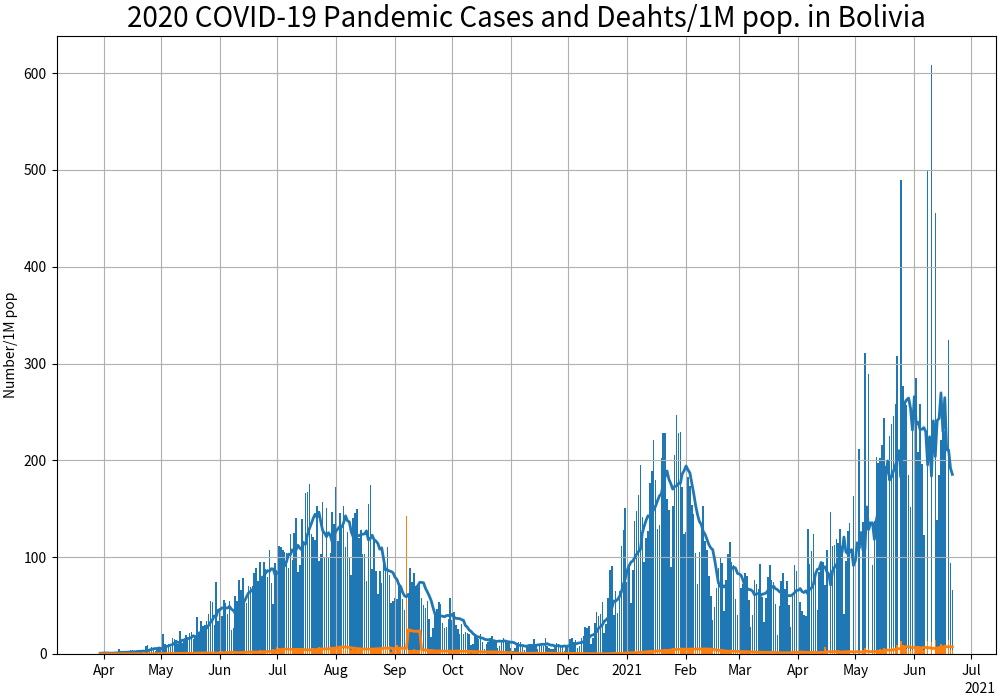 2020 COVID-19 Pandemic Cases and Deahts/1M pop. in Bolivia
Number/1M pop
600
500
400
300
200
100
0
Apr May Jun Jul Aug Sep Oct Nov Dec 2021 Feb Mar Apr May Jun Jul
2021